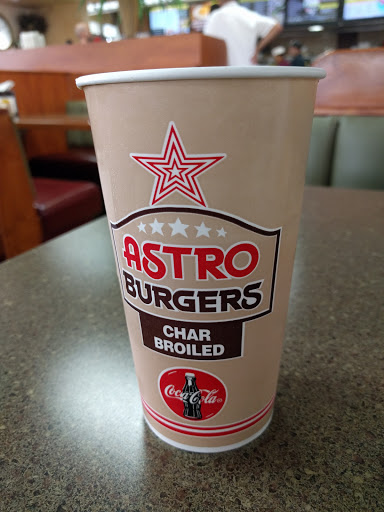 ASTRO
BURGERS
CHAR
BROILED
Coca-Cola